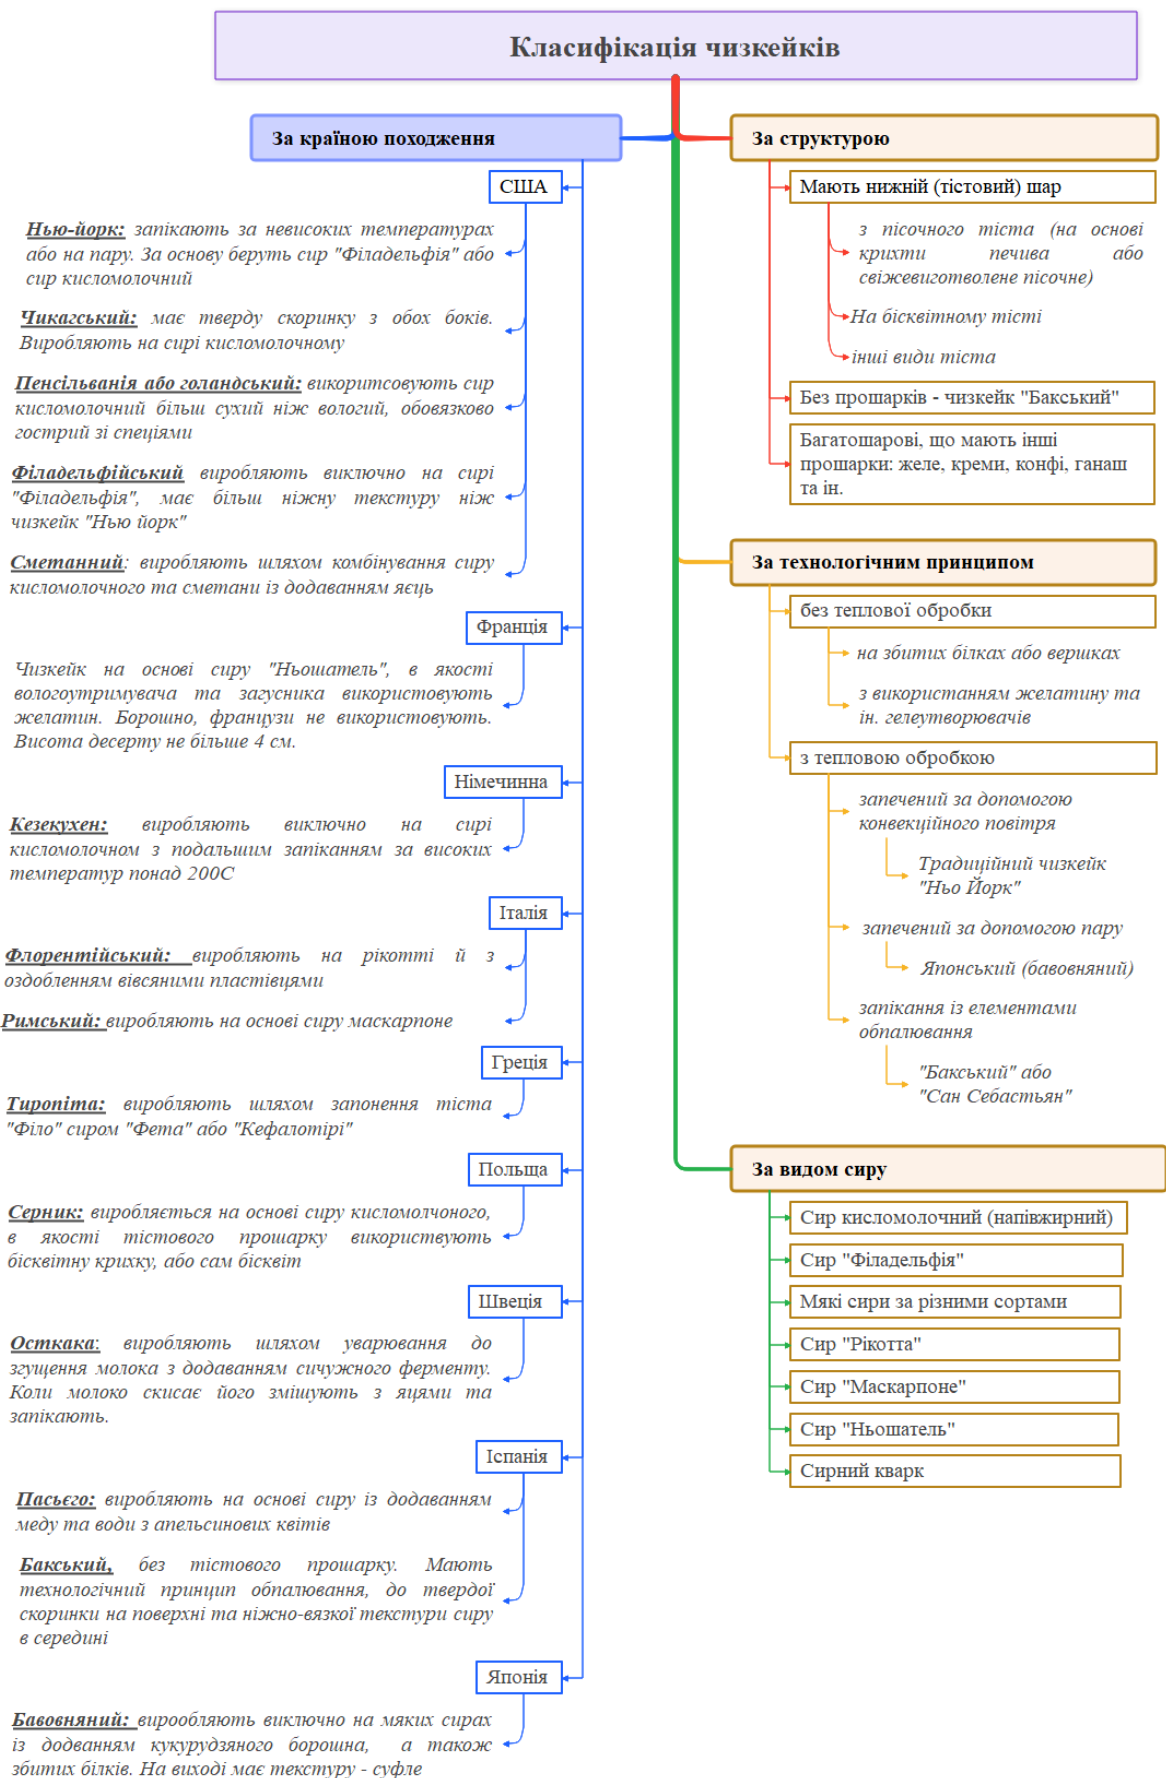 Класифікація чизкейків
За країною походження
США
Нью-йорк: запікають за невисоких температурах
або на пару. За основу беруть сир "Філадельфія" або
сир кисломолочний
Чикагський: має тверду скоринку з обох боків.
Виробляють на сирі кисломолочному
Пенсільванія або голандський: викоритсовують сир
кисломолочний більш сухий ніж вологий, обовязково
гострий зі спеціями
Філадельфійський виробляють виключно на сирі
"Філадельфія", має більш ніжну текстуру ніж
чизкейк "Нью йорк"
Сметанний: виробляють шляхом комбінування сиру
кисломолочного та сметани із додаванням яєць
Франція
Чизкейк на основі сиру "Ньошатель", в якості
вологоутримувача та загусника використовують
желатин. Борошно, французи не використовують.
Висота десерту не більше 4 см.
Німечинна
Кезекухен: виробляють виключно на сирі
кисломолочном з подальшим запіканням за високих
температур понад 200С
Італія
Флорентійський: виробляють на рікотті й з
оздобленням вівсяними пластівцями
Римський: виробляють на основі сиру маскарпоне
Греція
Тиропіта: виробляють шляхом запонення тіста
"Філо" сиром "Фета" або "Кефалотірі"
Польща
Серник: виробляється на основі сиру кисломолчоного,
в якості тістового прошарку використвують
бісквітну крихку, або сам бісквіт
Швеція
Осткака: виробляють шляхом уварювання до
згущення молока з додаванням сичужного ферменту.
Коли молоко скисає його змішують з яцями та
запікають.
Іспанія
Пасьєго: виробляють на основі сиру із додаванням
меду та води з апельсинових квітів
Бакський, без тістового прошарку. Мають
технологічний принцип обпалювання, до твердої
скоринки на поверхні та ніжно-вязкої текстури сиру
в середині
Японія
Бавовняний: вирообляють виключно на мяких сирах
із додванням кукурудзяного борошна, а також
збитих білків. На виході має текстуру - суфле
За структурою
Мають нижній (тістовий) шар
з пісочного тіста (на основі
крихти печива або
свіжевиготволене пісочне)
На бісквітному тісті
інші види тіста
Без прошарків - чизкейк "Бакський"
Багатошарові, що мають інші
прошарки: желе, креми, конфі, ганаш
та ін.
За технологічним принципом
без теплової обробки
на збитих білках або вершках
з використанням желатину та
ін. гелеутворювачів
з тепловою обробкою
запечений за допомогою
конвекційного повітря
Традиційний чизкейк
"Ньо Йорк"
запечений за допомогою пару
Японський (бавовняний)
запікання із елементами
обпалювання
"Бакський" або
"Сан Себастьян"
За видом сиру
Сир кисломолочний (напівжирний)
Сир "Філадельфія"
Мякі сири за різними сортами
Сир "Рікотта"
Сир "Маскарпоне"
Сир "Ньошатель"
Сирний кварк